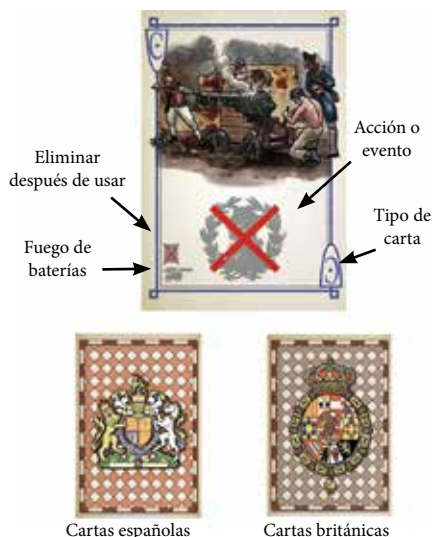 Acción o
evento
Eliminar
después de usar
Tipo de
carta
Fuego de
baterías
Cartas españolas
Cartas británicas